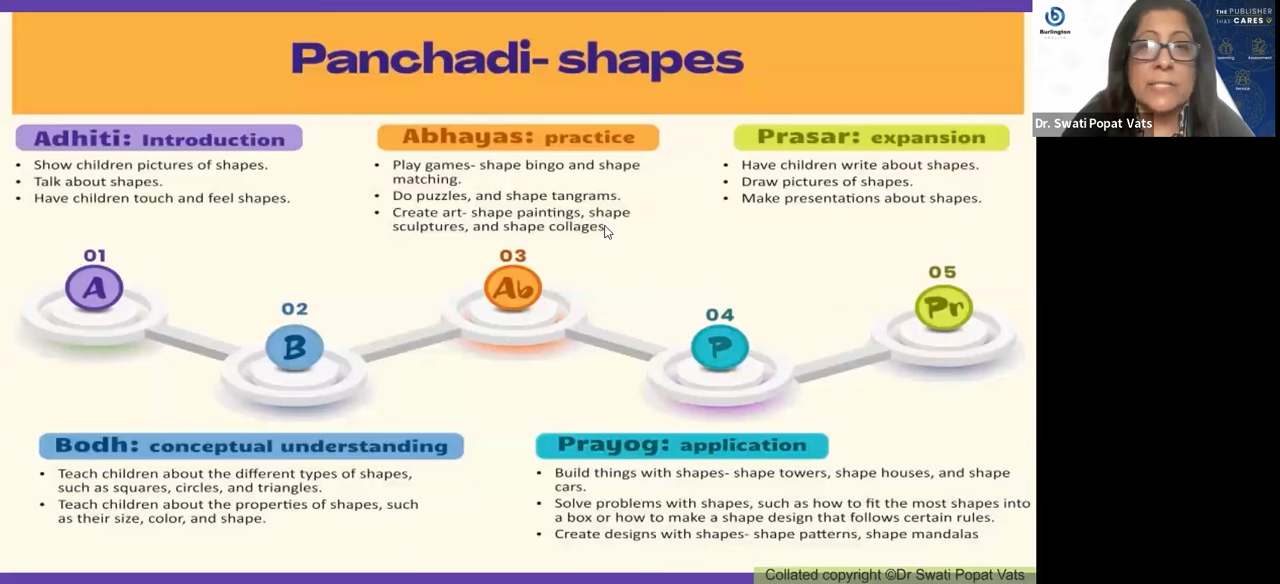 Panchadi- shapes
Adhiti: Introduction
• Show children pictures of shapes.
• Talk about shapes.
• Have children touch and feel shapes.
Abhayas: practice
• Play games- shape bingo and shape
matching.
• Do puzzles, and shape tangrams.
• Create art- shape paintings, shape
sculptures, and shape collages.
Prasar: expansion
• Have children write about shapes.
• Draw pictures of shapes.
• Make presentations about shapes.
01
A
02
B
03
Ab
04
P
05
Pr
Bodh: conceptual understanding
• Teach children about the different types of shapes,
such as squares, circles, and triangles.
• Teach children about the properties of shapes, such
as their size, color, and shape.
Prayog: application
• Build things with shapes- shape towers, shape houses, and shape
cars.
• Solve problems with shapes, such as how to fit the most shapes into
a box or how to make a shape design that follows certain rules.
• Create designs with shapes- shape patterns, shape mandalas
Collated copyright ©Dr Swati Popat Vats
Burlington
THE PUBLISHER
THAT CARES
Learning
Assessment
Service
Dr. Swati Popat Vats